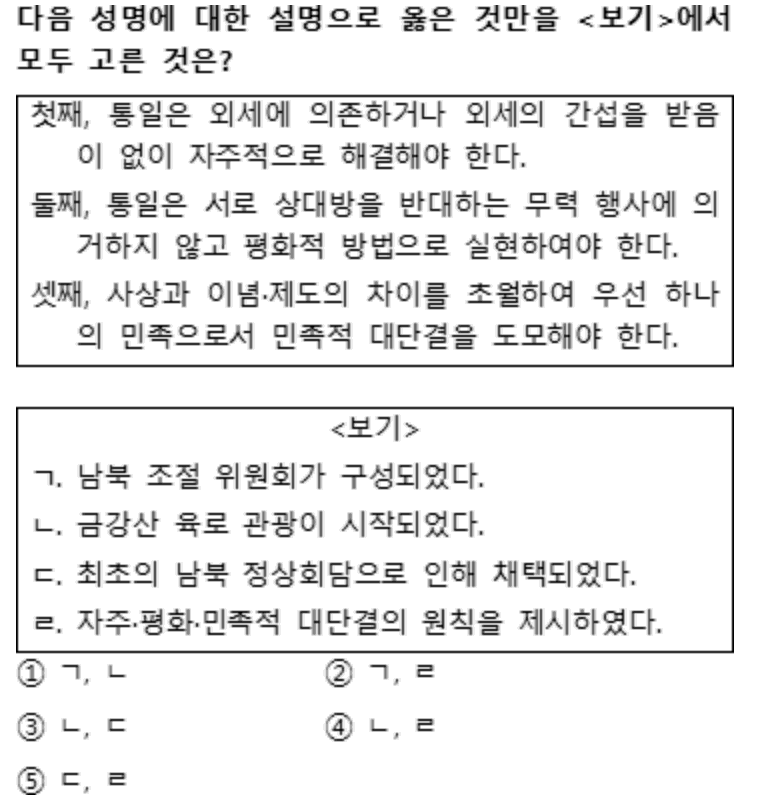 다음 성명에 대한 설명으로 옳은 것만을 <보기>에서
모두 고른 것은?
첫째, 통일은 외세에 의존하거나 외세의 간섭을 받음
이 없이 자주적으로 해결해야 한다.
둘째, 통일은 서로 상대방을 반대하는 무력 행사에 의
거하지 않고 평화적 방법으로 실현하여야 한다.
셋째, 사상과 이념·제도의 차이를 초월하여 우선 하나
의 민족으로서 민족적 대단결을 도모해야 한다.
<보기>
ㄱ. 남북 조절 위원회가 구성되었다.
ㄴ. 금강산 육로 관광이 시작되었다.
ㄷ. 최초의 남북 정상회담으로 인해 채택되었다.
ㄹ. 자주·평화·민족적 대단결의 원칙을 제시하였다.
① ㄱ, ㄴ ② ㄱ, ㄹ
③ ㄴ, ㄷ ④ ㄴ, ㄹ
⑤ ㄷ, ㄹ